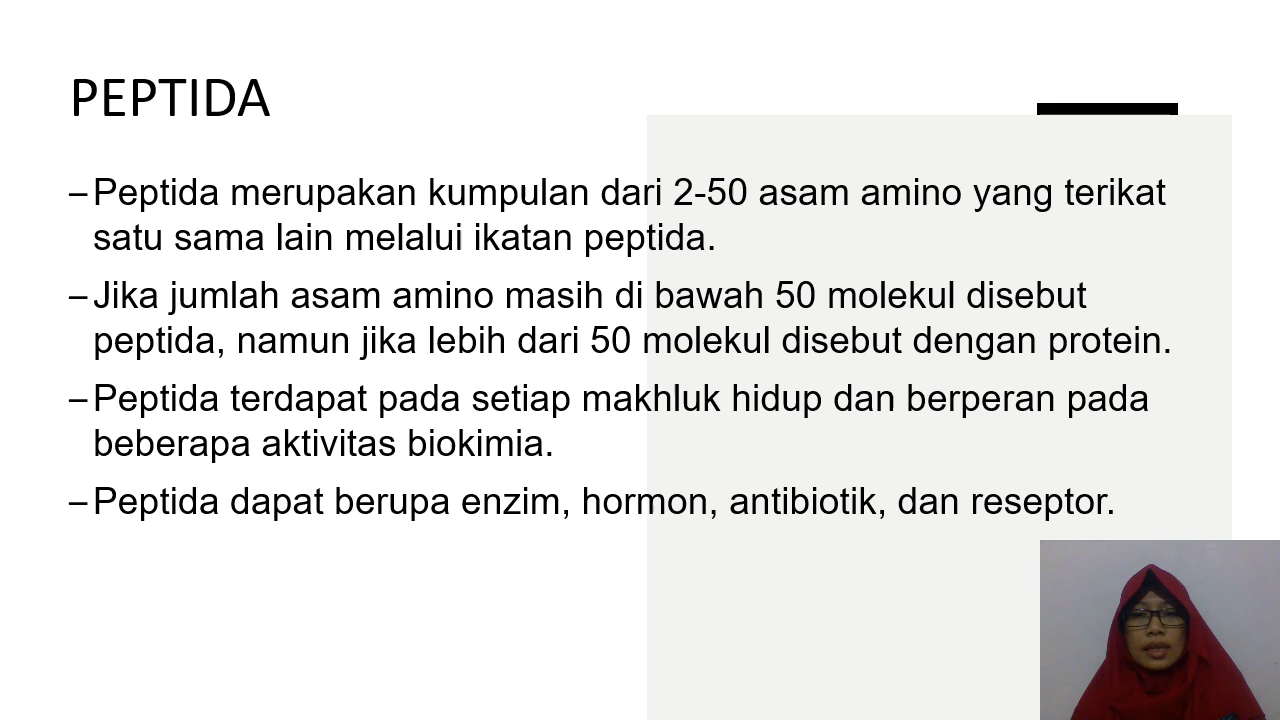 PEPTIDA
–Peptida merupakan kumpulan dari 2-50 asam amino yang terikat
satu sama lain melalui ikatan peptida.
–Jika jumlah asam amino masih di bawah 50 molekul disebut
peptida, namun jika lebih dari 50 molekul disebut dengan protein.
–Peptida terdapat pada setiap makhluk hidup dan berperan pada
beberapa aktivitas biokimia.
–Peptida dapat berupa enzim, hormon, antibiotik, dan reseptor.